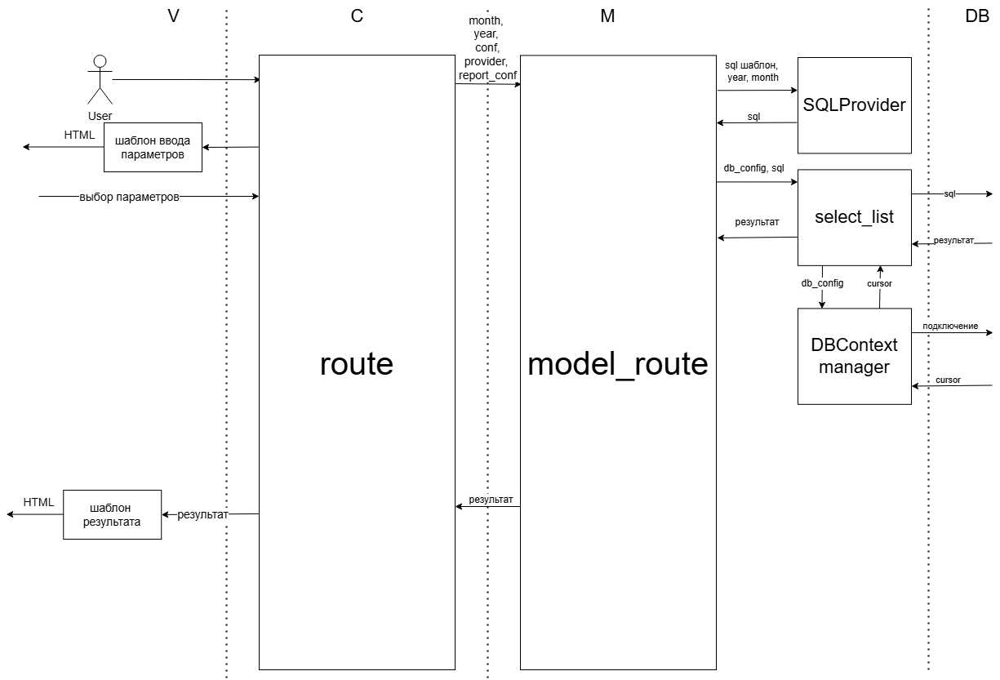 V
C
M
DB
month,
year,
conf,
provider,
report_conf
User
HTML
шаблон ввода
параметров
выбор параметров
route
model_route
sql шаблон,
year, month
sql
SQLProvider
db_config, sql
результат
select_list
sql
результат
db_config
cursor
DBContext
manager
подключение
cursor
результат
HTML
шаблон
результата
результат